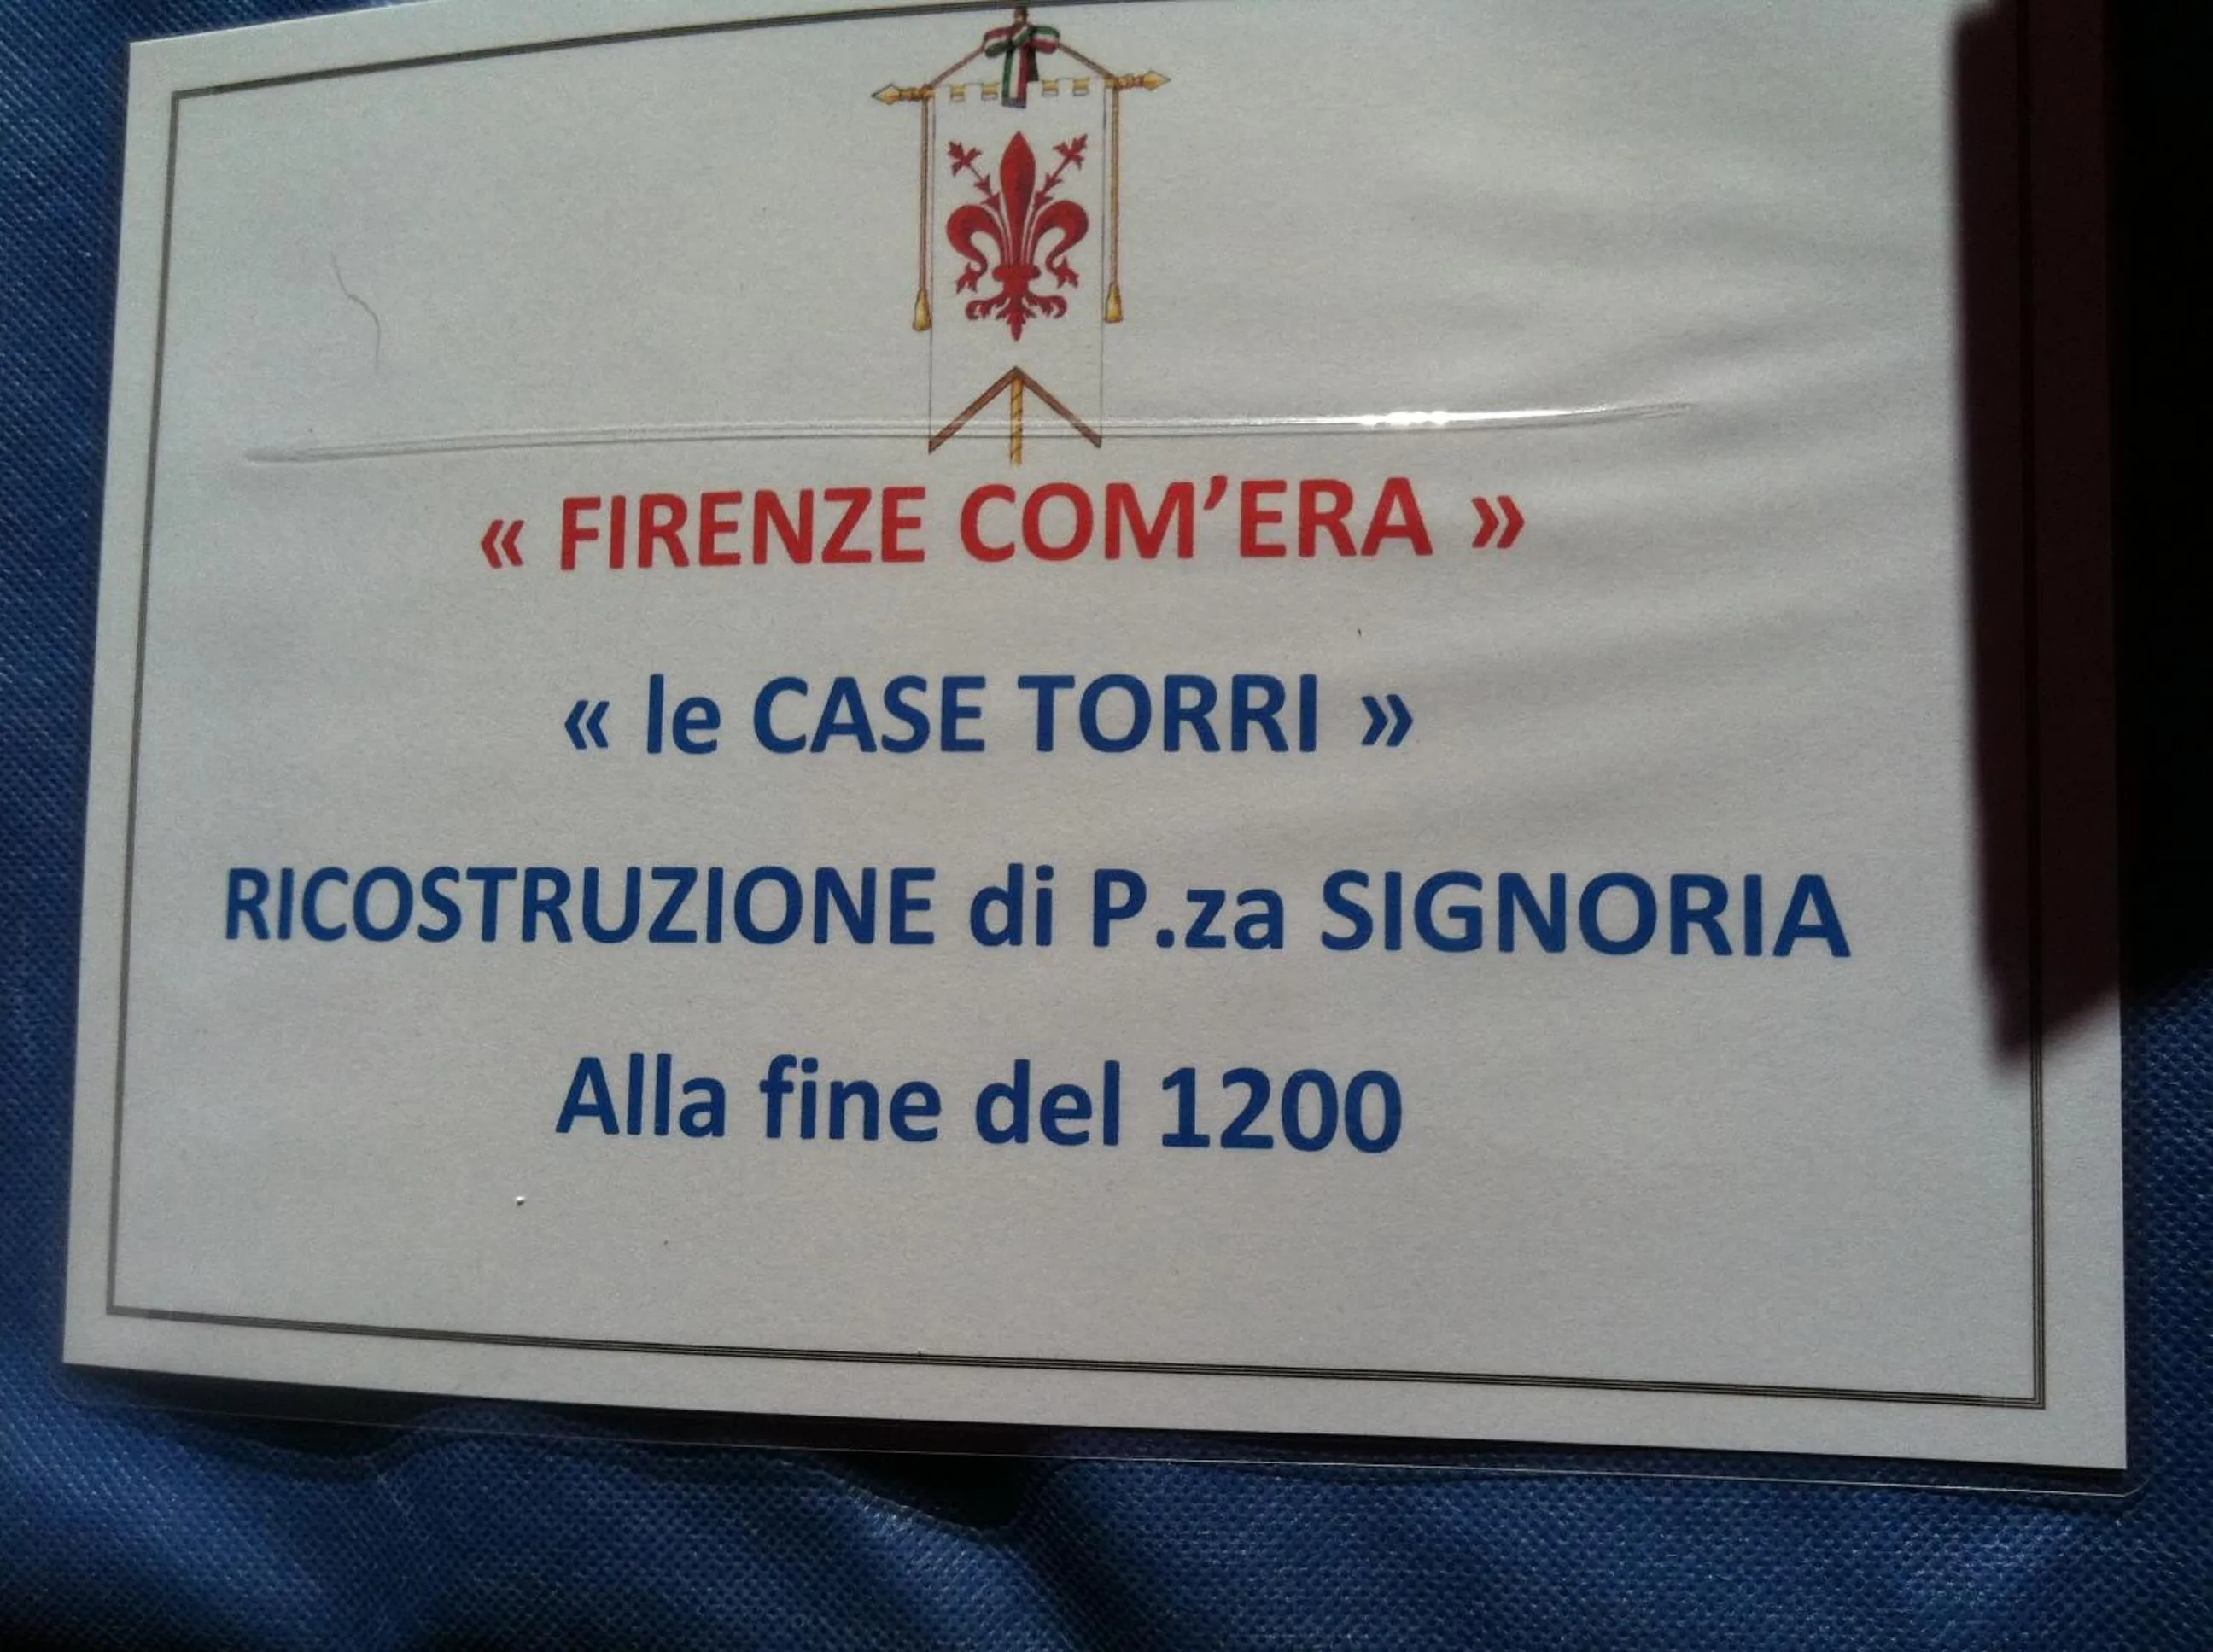 « FIRENZE COM’ERA »
« le CASE TORRI »
RICOSTRUZIONE di P.za SIGNORIA
Alla fine del 1200